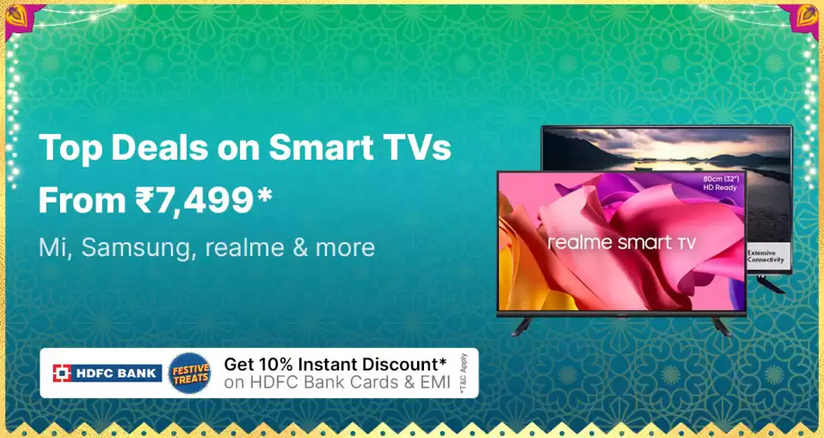 Top Deals on Smart TVs
From ₹7,499*
Mi, Samsung, realme & more
80cm (32")
HD Ready
realme smart TV
Extensive
Connectivity
HDFC BANK
FESTIVE
TREATS
Get 10% Instant Discount*
on HDFC Bank Cards & EMI
*T&C Apply